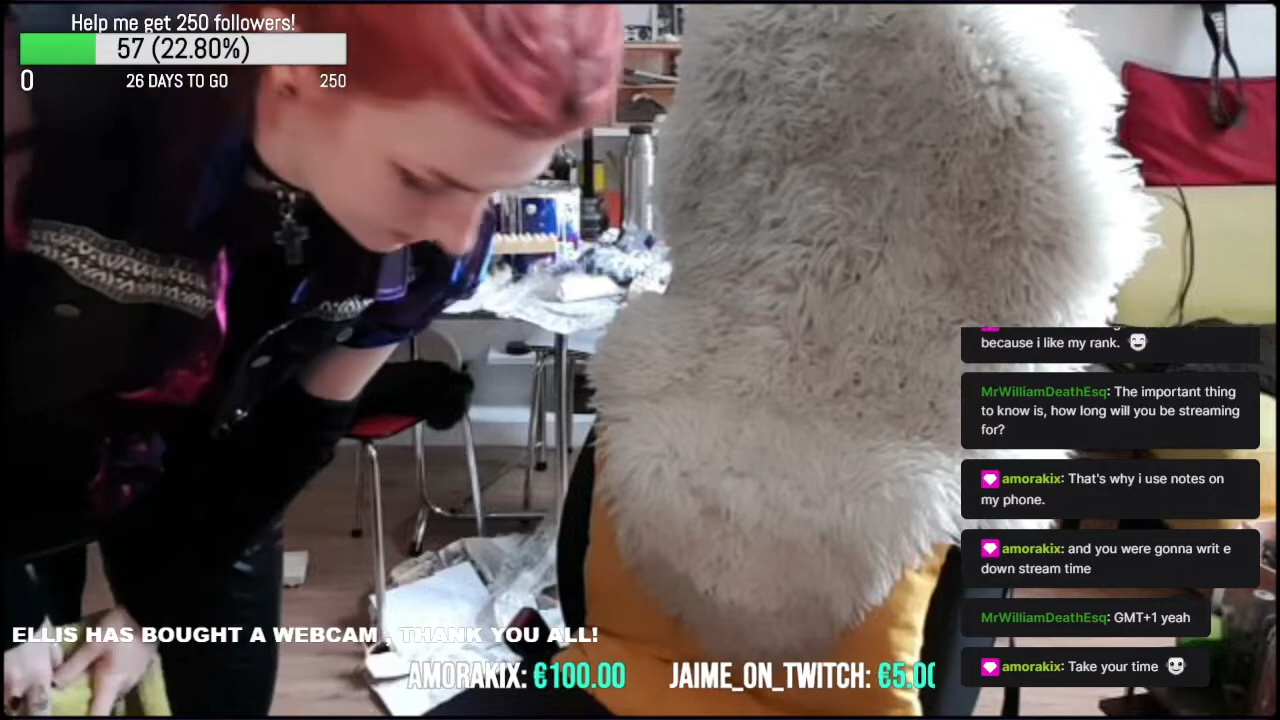 Help me get 250 followers!
57 (22.80%)
0
26 DAYS TO GO
250
because i like my rank.
MrWilliamDeathEsq: The important thing
to know is, how long will you be streaming
for?
amorakix: That's why i use notes on
my phone.
amorakix: and you were gonna writ e
down stream time
MrWilliamDeathEsq: GMT+1 yeah
amorakix: Take your time
ELLIS HAS BOUGHT A WEBCAM , THANK YOU ALL!
AMORAKIX: €100.00 JAIME_ON_TWITCH: €5.00